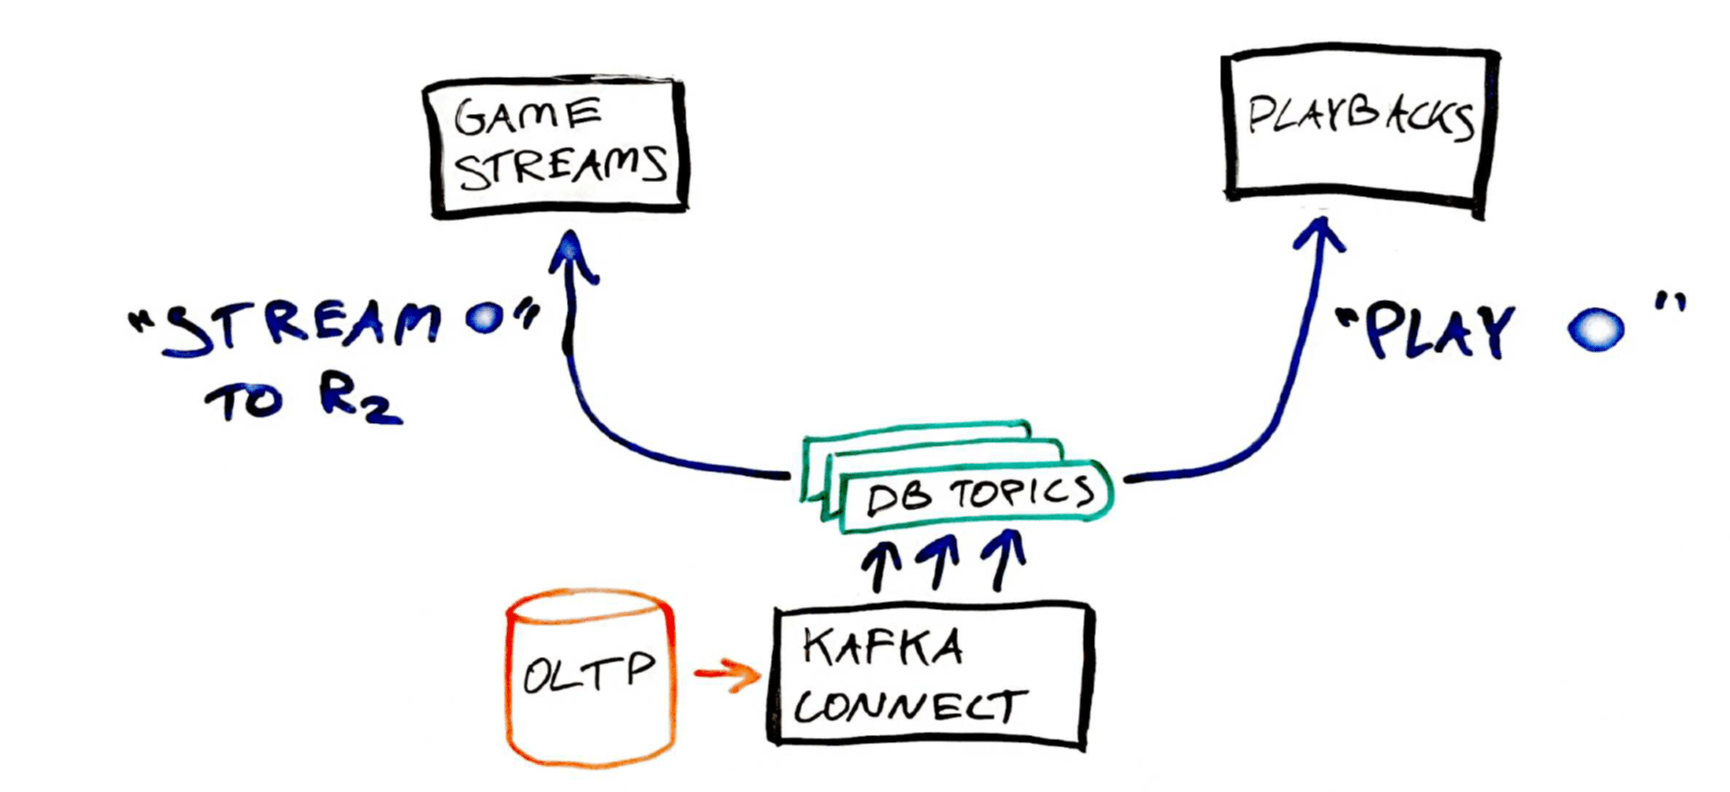 GAME
STREAMS
PLAYBACKS
"STREAM "
TO R2
"PLAY "
DB TOPICS
OLTP
KAFKA
CONNECT